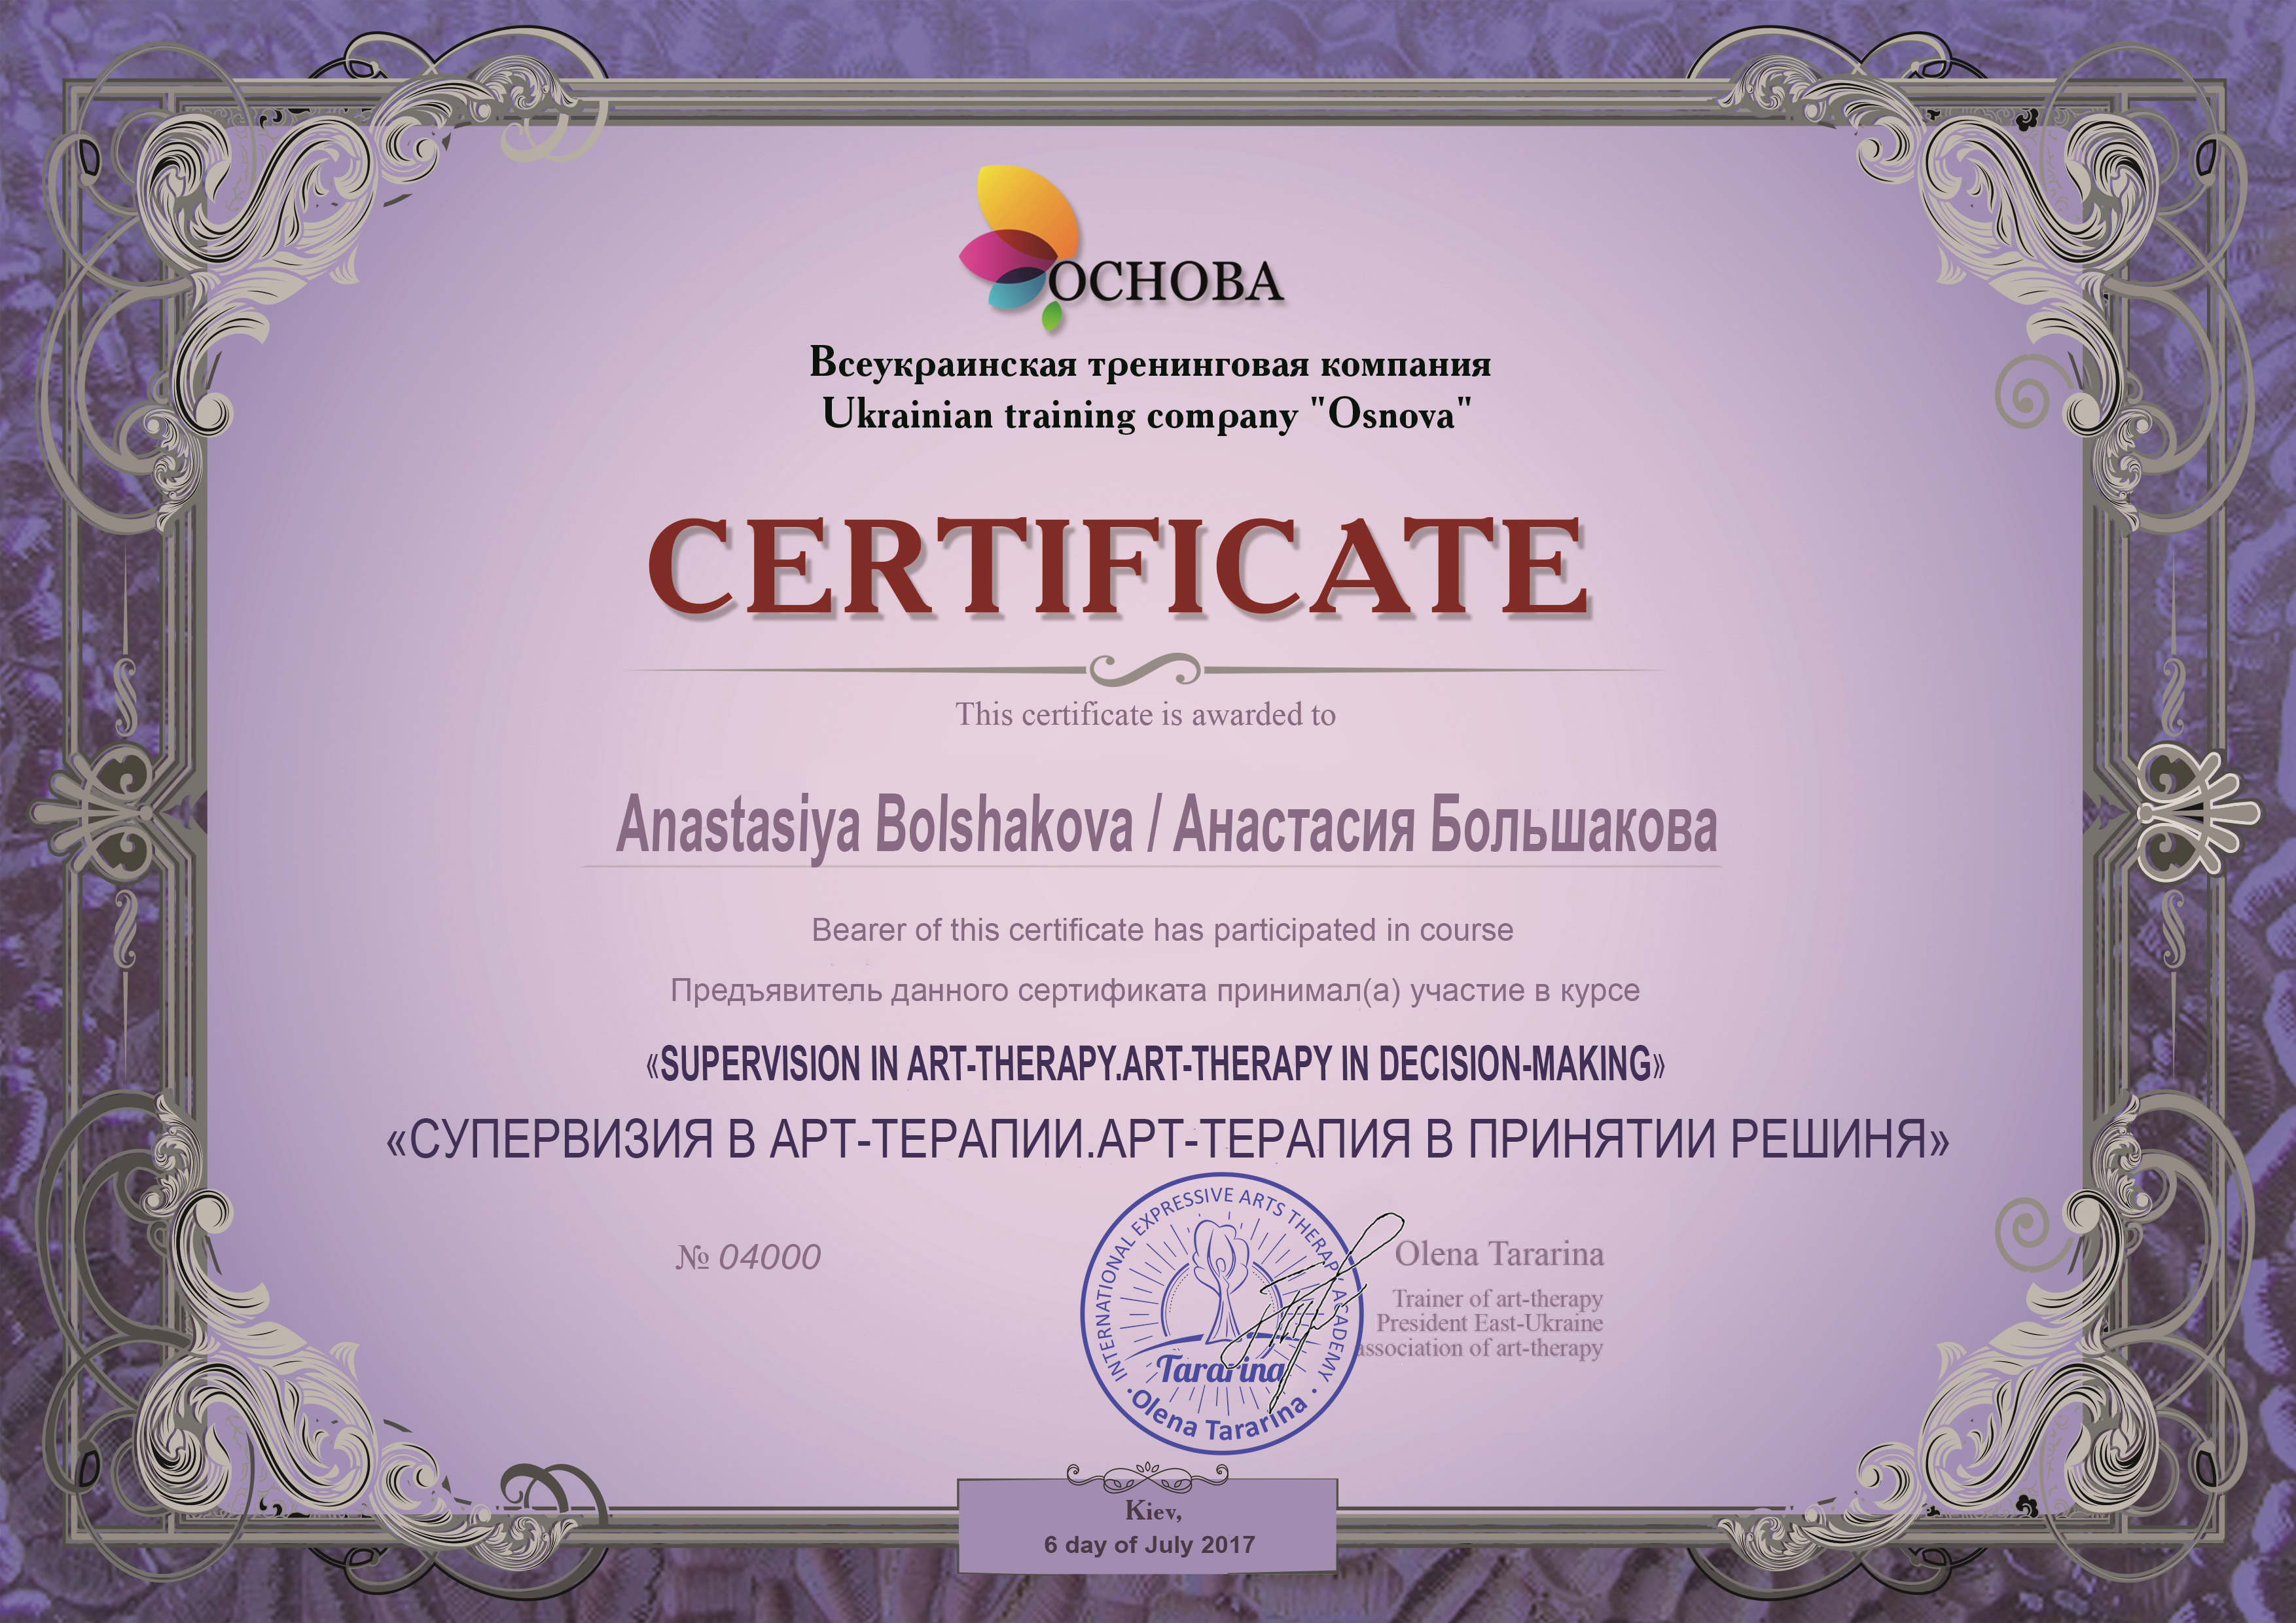 ОСНОВА
Всеукраинская тренинговая компания
Ukrainian training company "Osnova"
CERTIFICATE
This certificate is awarded to
Anastasiya Bolshakova / Анастасия Большакова
Bearer of this certificate has participated in course
Предъявитель данного сертификата принимал(а) участие в курсе
«SUPERVISION IN ART-THERAPY.ART-THERAPY IN DECISION-MAKING»
«СУПЕРВИЗИЯ В АРТ-ТЕРАПИИ.АРТ-ТЕРАПИЯ В ПРИНЯТИИ РЕШИНЯ»
№ 04000
INTERNATIONAL EXPRESSIVE ARTS THERAPY ACADEMY
Tararina
·Olena Tararina·
Olena Tararina
Trainer of art-therapy
President East-Ukraine
association of art-therapy
Kiev,
6 day of July 2017